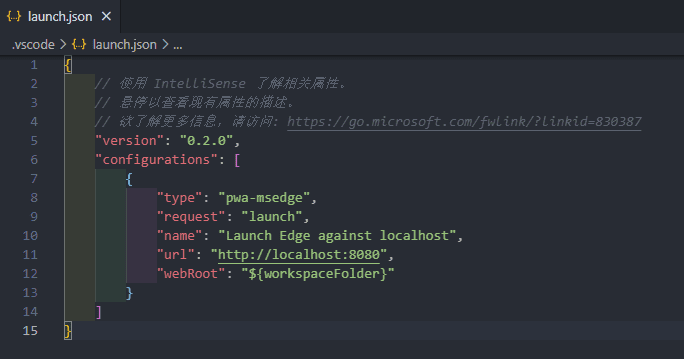 launch.json
.vscode > launch.json > ...
1 {
2 // 使用 IntelliSense 了解相关属性。
3 // 悬停以查看现有属性的描述。
4 // 欲了解更多信息，请访问: https://go.microsoft.com/fwlink/?linkid=830387
5 "version": "0.2.0",
6 "configurations": [
7 {
8 "type": "pwa-msedge",
9 "request": "launch",
10 "name": "Launch Edge against localhost",
11 "url": "http://localhost:8080",
12 "webRoot": "${workspaceFolder}"
13 }
14 ]
15 }